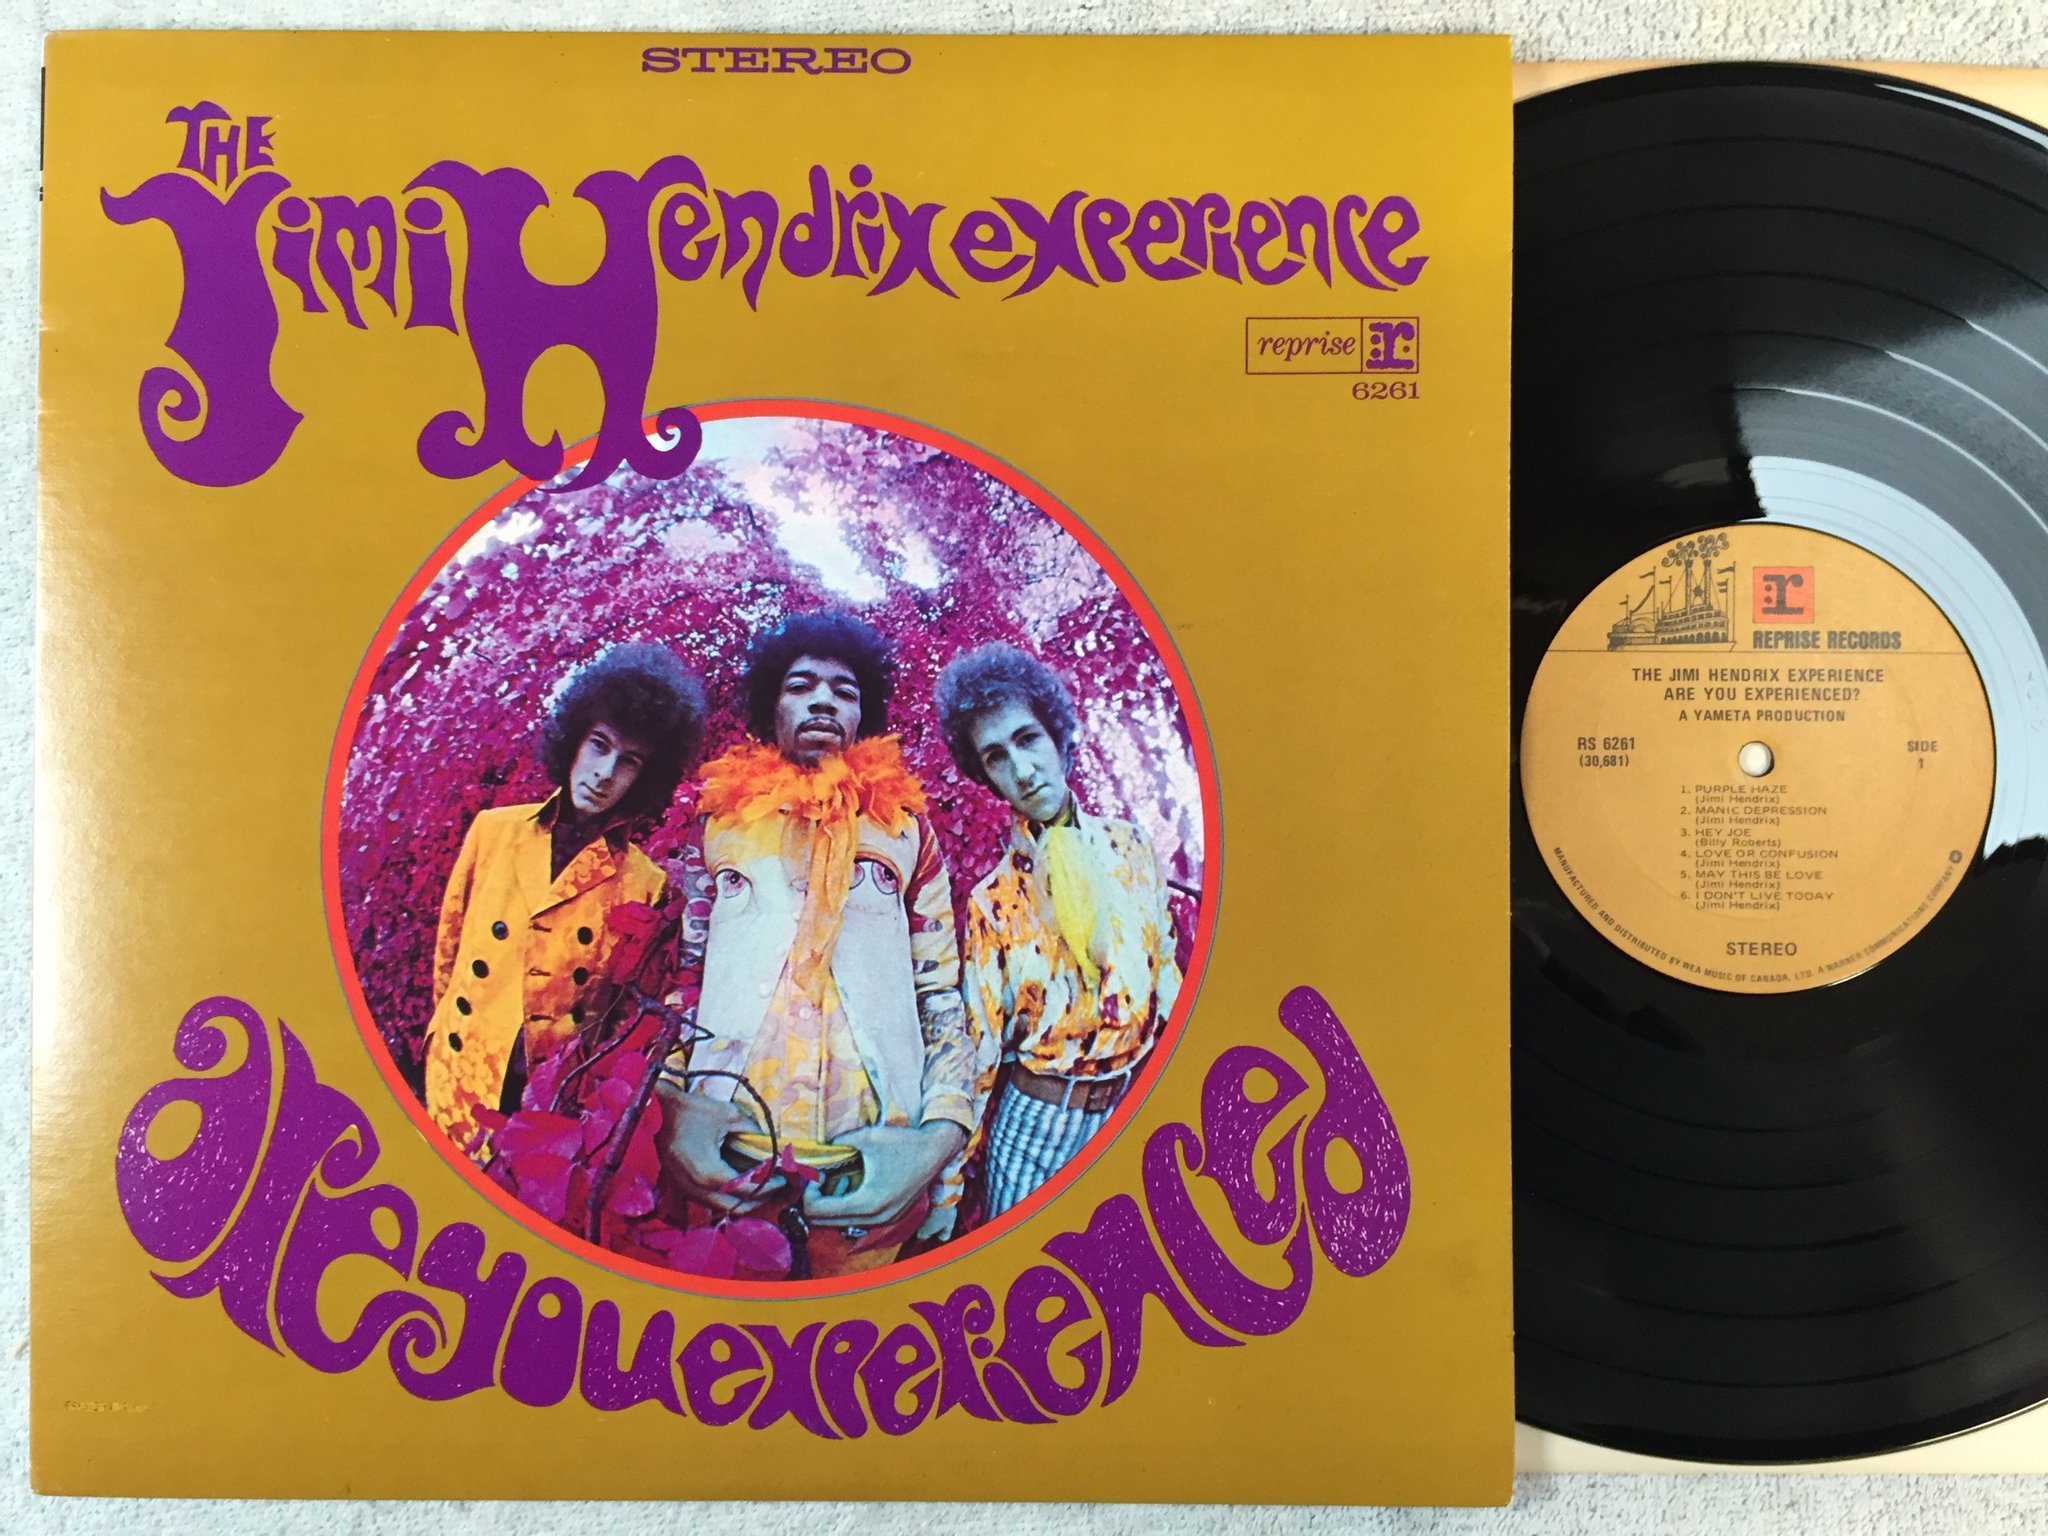 STEREO
THE
Jimi Hendrix experience
reprise r
6261
are you experienced
r
REPRISE RECORDS
THE JIMI HENDRIX EXPERIENCE
ARE YOU EXPERIENCED?
A YAMETA PRODUCTION
RS 6261
(30,681)
SIDE
1
1. PURPLE HAZE
(Jimi Hendrix)
2. MANIC DEPRESSION
(Jimi Hendrix)
3. HEY JOE
(Billy Roberts)
4. LOVE OR CONFUSION
(Jimi Hendrix)
5. MAY THIS BE LOVE
(Jimi Hendrix)
6. I DON'T LIVE TODAY
(Jimi Hendrix)
STEREO
MANUFACTURED AND DISTRIBUTED BY WEA MUSIC OF CANADA, LTD. A WARNER COMMUNICATIONS COMPANY